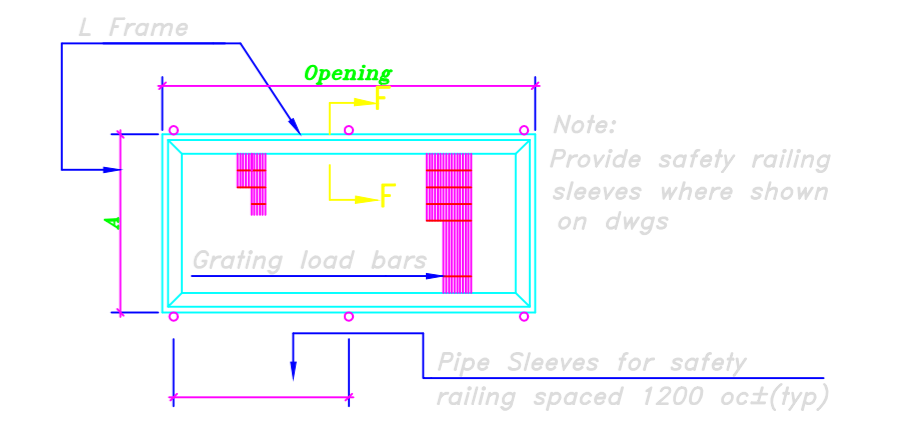 L Frame
Opening
F
Note:
Provide safety railing
sleeves where shown
on dwgs
F
A
Grating load bars
Pipe Sleeves for safety
railing spaced 1200 oc±(typ)